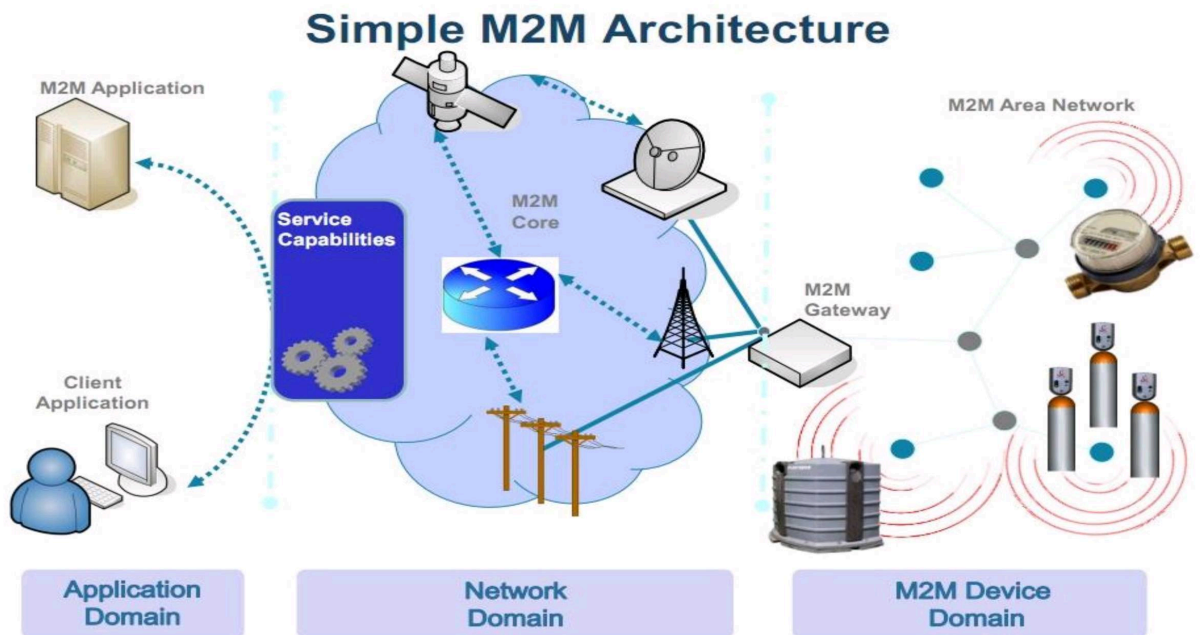 Simple M2M Architecture
M2M Application
M2M Area Network
Service
Capabilities
M2M
Core
M2M
Gateway
Client
Application
Application
Domain
Network
Domain
M2M Device
Domain